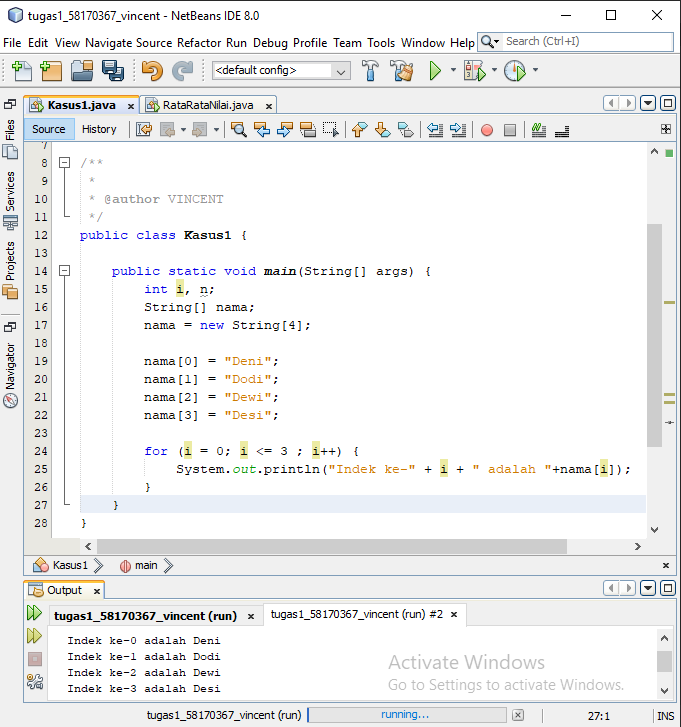 tugas1_58170367_vincent - NetBeans IDE 8.0
File Edit View Navigate Source Refactor Run Debug Profile Team Tools Window Help Search (Ctrl+I)
<default config>
Kasus1.java x RataRataNilai.java x
Source History
Files
Services
Projects
Navigator
7
8 /**
9 *
10 * @author VINCENT
11 */
12 public class Kasus1 {
13
14 public static void main(String[] args) {
15 int i, n;
16 String[] nama;
17 nama = new String[4];
18
19 nama[0] = "Deni";
20 nama[1] = "Dodi";
21 nama[2] = "Dewi";
22 nama[3] = "Desi";
23
24 for (i = 0; i <= 3 ; i++) {
25 System.out.println("Indek ke-" + i + " adalah "+nama[i]);
26 }
27 }
28 }
Kasus1 main
Output x
tugas1_58170367_vincent (run) x tugas1_58170367_vincent (run) #2 x
Indek ke-0 adalah Deni
Indek ke-1 adalah Dodi
Indek ke-2 adalah Dewi
Indek ke-3 adalah Desi
Activate Windows
Go to Settings to activate Windows.
tugas1_58170367_vincent (run) running... 27:1 INS